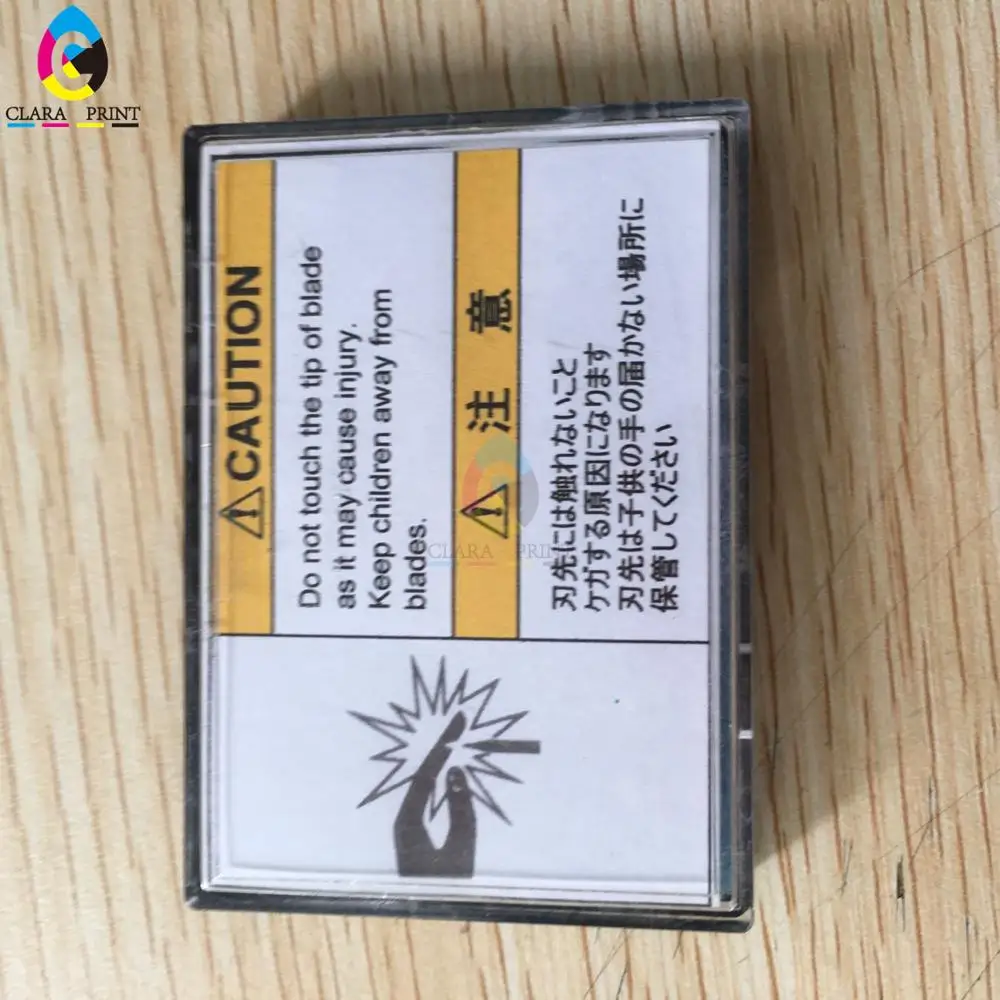 CLARA PRINT
⚠CAUTION
Do not touch the tip of blade
as it may cause injury.
Keep children away from
blades.
⚠注 意
刃先には触れないこと
ケガする原因になります
刃先は子供の手の届かない場所に
保管してください
CLARA PRINT